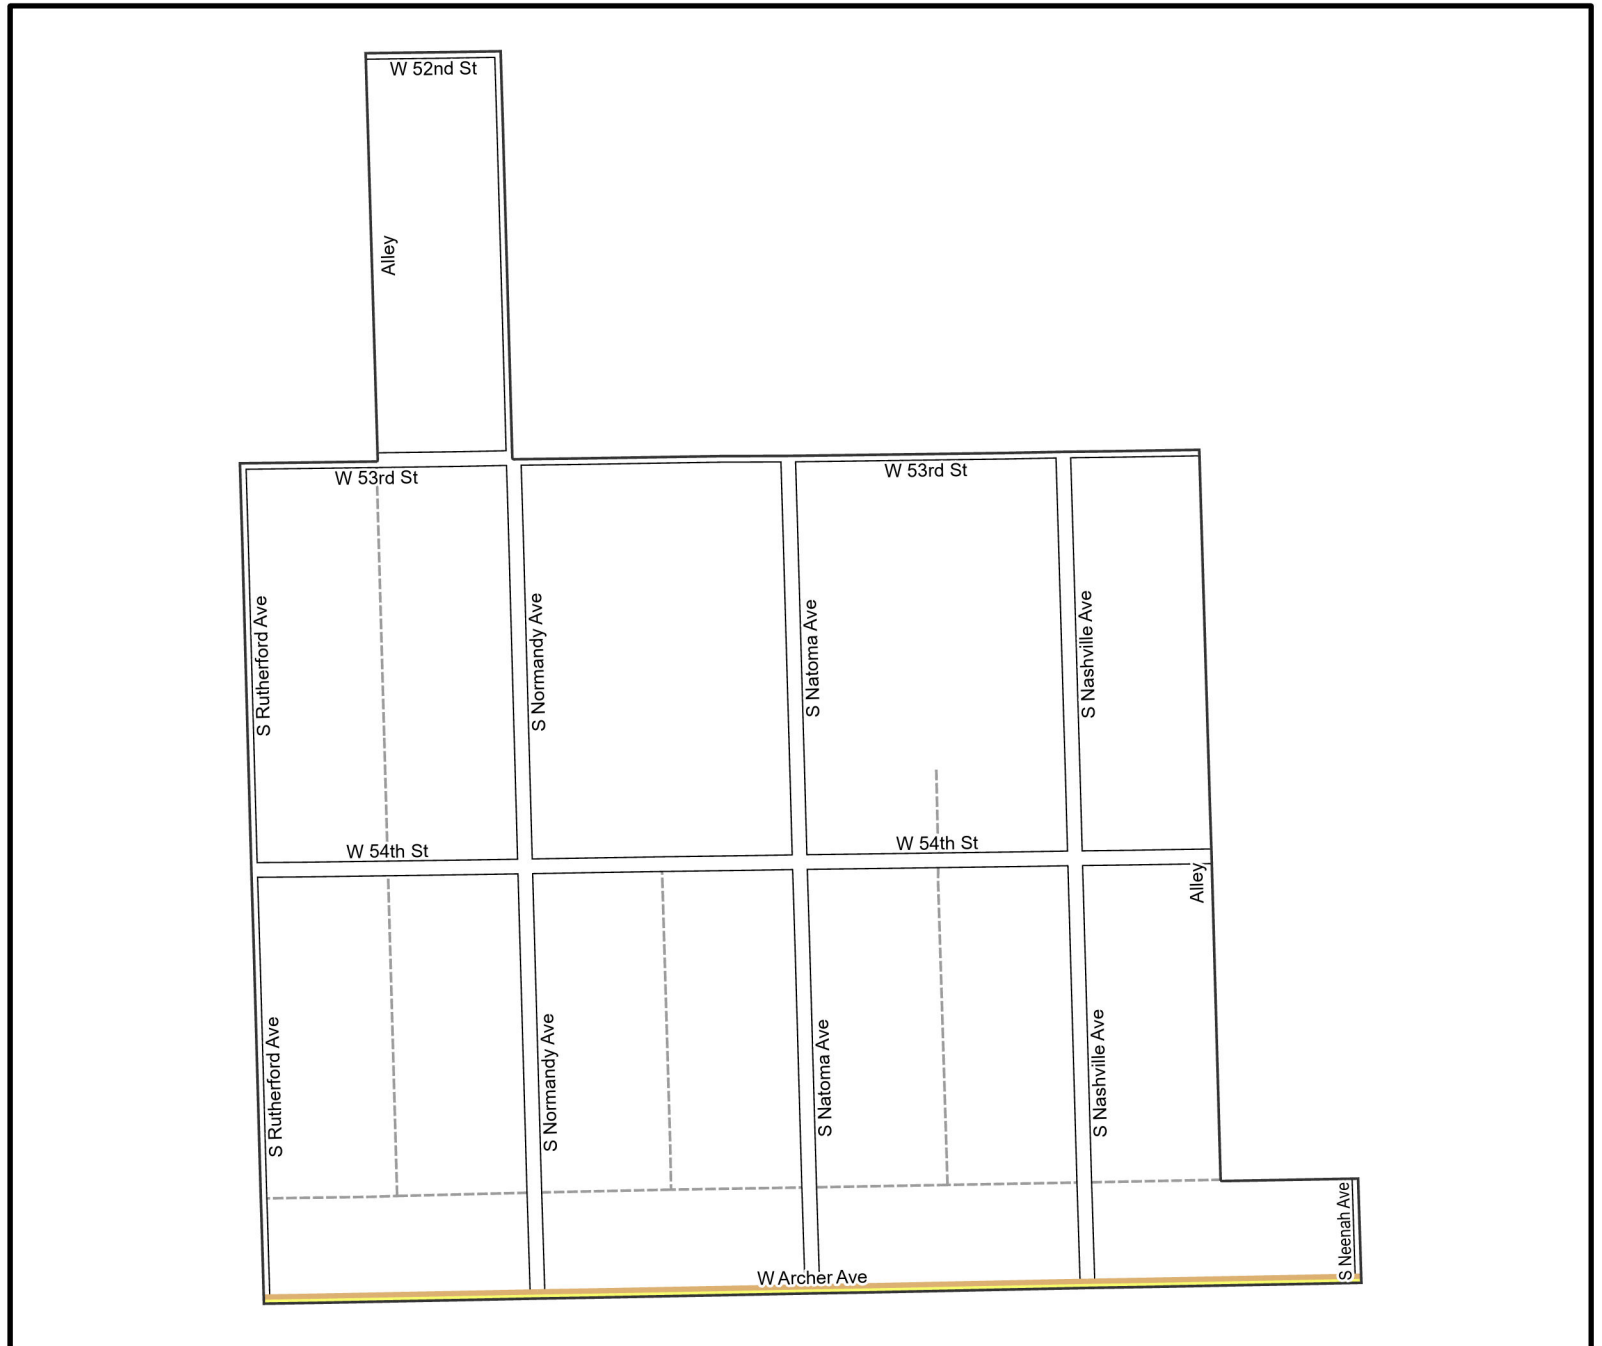 W 52nd St
Alley
W 53rd St
W 53rd St
S Rutherford Ave
S Normandy Ave
S Natoma Ave
S Nashville Ave
W 54th St
W 54th St
Alley
S Rutherford Ave
S Normandy Ave
S Natoma Ave
S Nashville Ave
S Neenah Ave
W Archer Ave